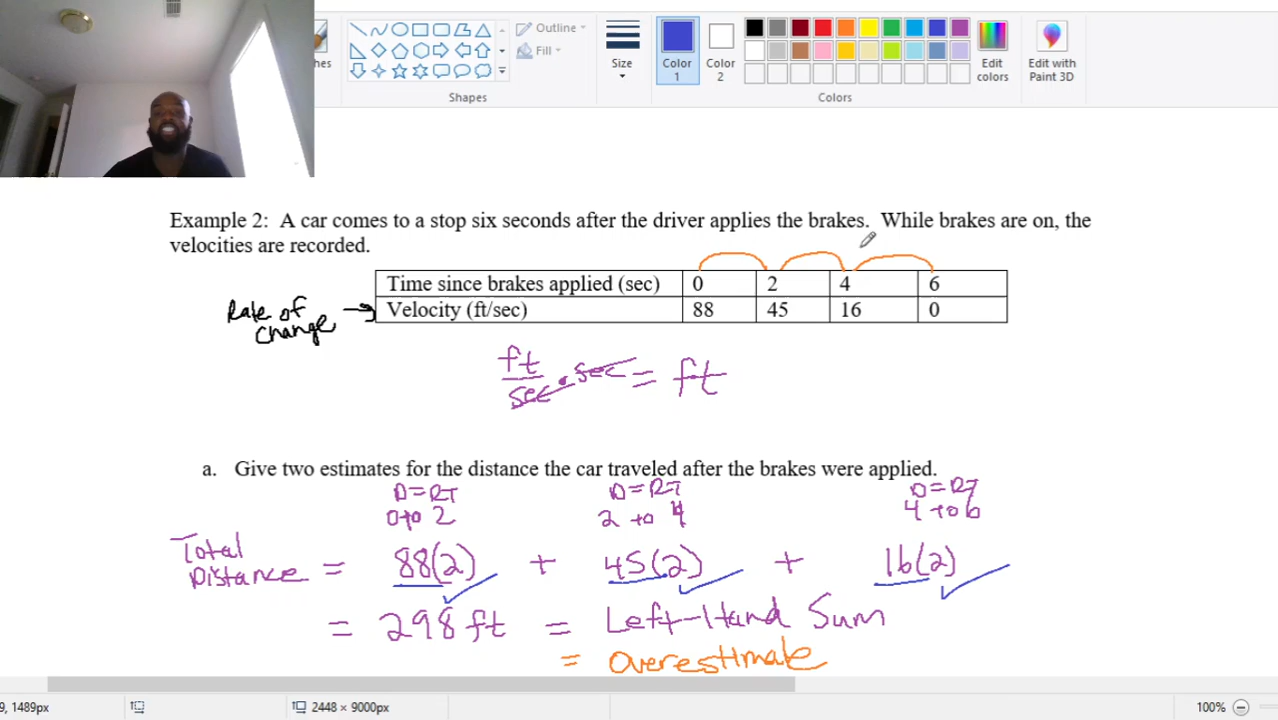 Outline
Fill
hes
Size
Color 1
Color 2
Edit colors
Edit with Paint 3D
Shapes
Colors
Example 2: A car comes to a stop six seconds after the driver applies the brakes. While brakes are on, the
velocities are recorded.
Time since brakes applied (sec) 0 2 4 6
Rate of change → Velocity (ft/sec) 88 45 16 0
ft/sec · sec = ft
a. Give two estimates for the distance the car traveled after the brakes were applied.
D=RT D=RT D=RT
0 to 2 2 to 4 4 to 6
Total Distance = 88(2) + 45(2) + 16(2)
= 298 ft = Left-Hand Sum
= Overestimate
9, 1489px 2448 × 9000px 100%